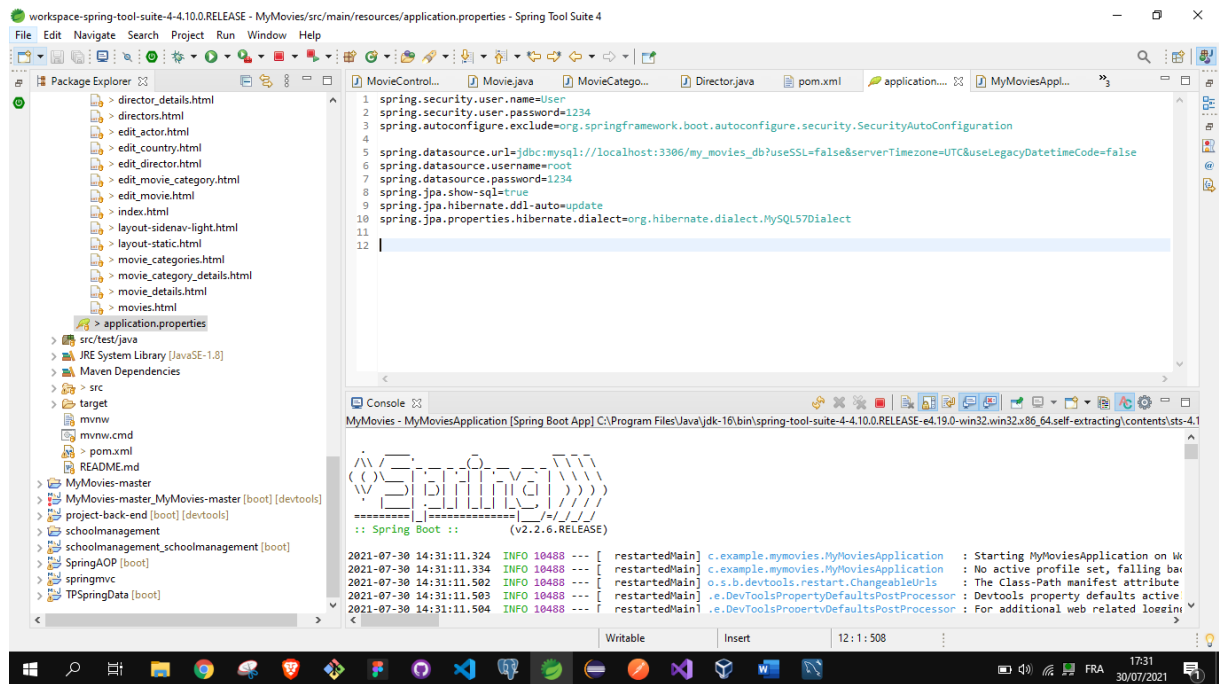 workspace-spring-tool-suite-4-4.10.0.RELEASE - MyMovies/src/main/resources/application.properties - Spring Tool Suite 4
File Edit Navigate Search Project Run Window Help
Package Explorer
> director_details.html
> directors.html
> edit_actor.html
> edit_country.html
> edit_director.html
> edit_movie_category.html
> edit_movie.html
> index.html
> layout-sidenav-light.html
> layout-static.html
> movie_categories.html
> movie_category_details.html
> movie_details.html
> movies.html
> application.properties
src/test/java
JRE System Library [JavaSE-1.8]
Maven Dependencies
> src
target
mvnw
mvnw.cmd
> pom.xml
README.md
MyMovies-master
MyMovies-master_MyMovies-master [boot] [devtools]
project-back-end [boot] [devtools]
schoolmanagement
schoolmanagement_schoolmanagement [boot]
SpringAOP [boot]
springmvc
TPSpringData [boot]
MovieControl... Movie.java MovieCatego... Director.java pom.xml application.... MyMoviesAppl... »3
1 spring.security.user.name=User
2 spring.security.user.password=1234
3 spring.autoconfigure.exclude=org.springframework.boot.autoconfigure.security.SecurityAutoConfiguration
4
5 spring.datasource.url=jdbc:mysql://localhost:3306/my_movies_db?useSSL=false&serverTimezone=UTC&useLegacyDatetimeCode=false
6 spring.datasource.username=root
7 spring.datasource.password=1234
8 spring.jpa.show-sql=true
9 spring.jpa.hibernate.ddl-auto=update
10 spring.jpa.properties.hibernate.dialect=org.hibernate.dialect.MySQL57Dialect
11
12
Console
MyMovies - MyMoviesApplication [Spring Boot App] C:\Program Files\Java\jdk-16\bin\spring-tool-suite-4-4.10.0.RELEASE-e4.19.0-win32.win32.x86_64.self-extracting\contents\sts-4.1
Spring
:: Spring Boot :: (v2.2.6.RELEASE)
2021-07-30 14:31:11.324 INFO 10488 --- [ restartedMain] c.example.mymovies.MyMoviesApplication : Starting MyMoviesApplication on
2021-07-30 14:31:11.334 INFO 10488 --- [ restartedMain] c.example.mymovies.MyMoviesApplication : No active profile set, falling
2021-07-30 14:31:11.502 INFO 10488 --- [ restartedMain] o.s.b.devtools.restart.ChangeableUrls : The Class-Path manifest attribute
2021-07-30 14:31:11.503 INFO 10488 --- [ restartedMain] .e.DevToolsPropertyDefaultsPostProcessor : Devtools property defaults active
2021-07-30 14:31:11.504 INFO 10488 --- [ restartedMain] .e.DevToolsPropertyDefaultsPostProcessor : For additional web related
Writable Insert 12 : 1 : 508
FRA
17:31
30/07/2021
1